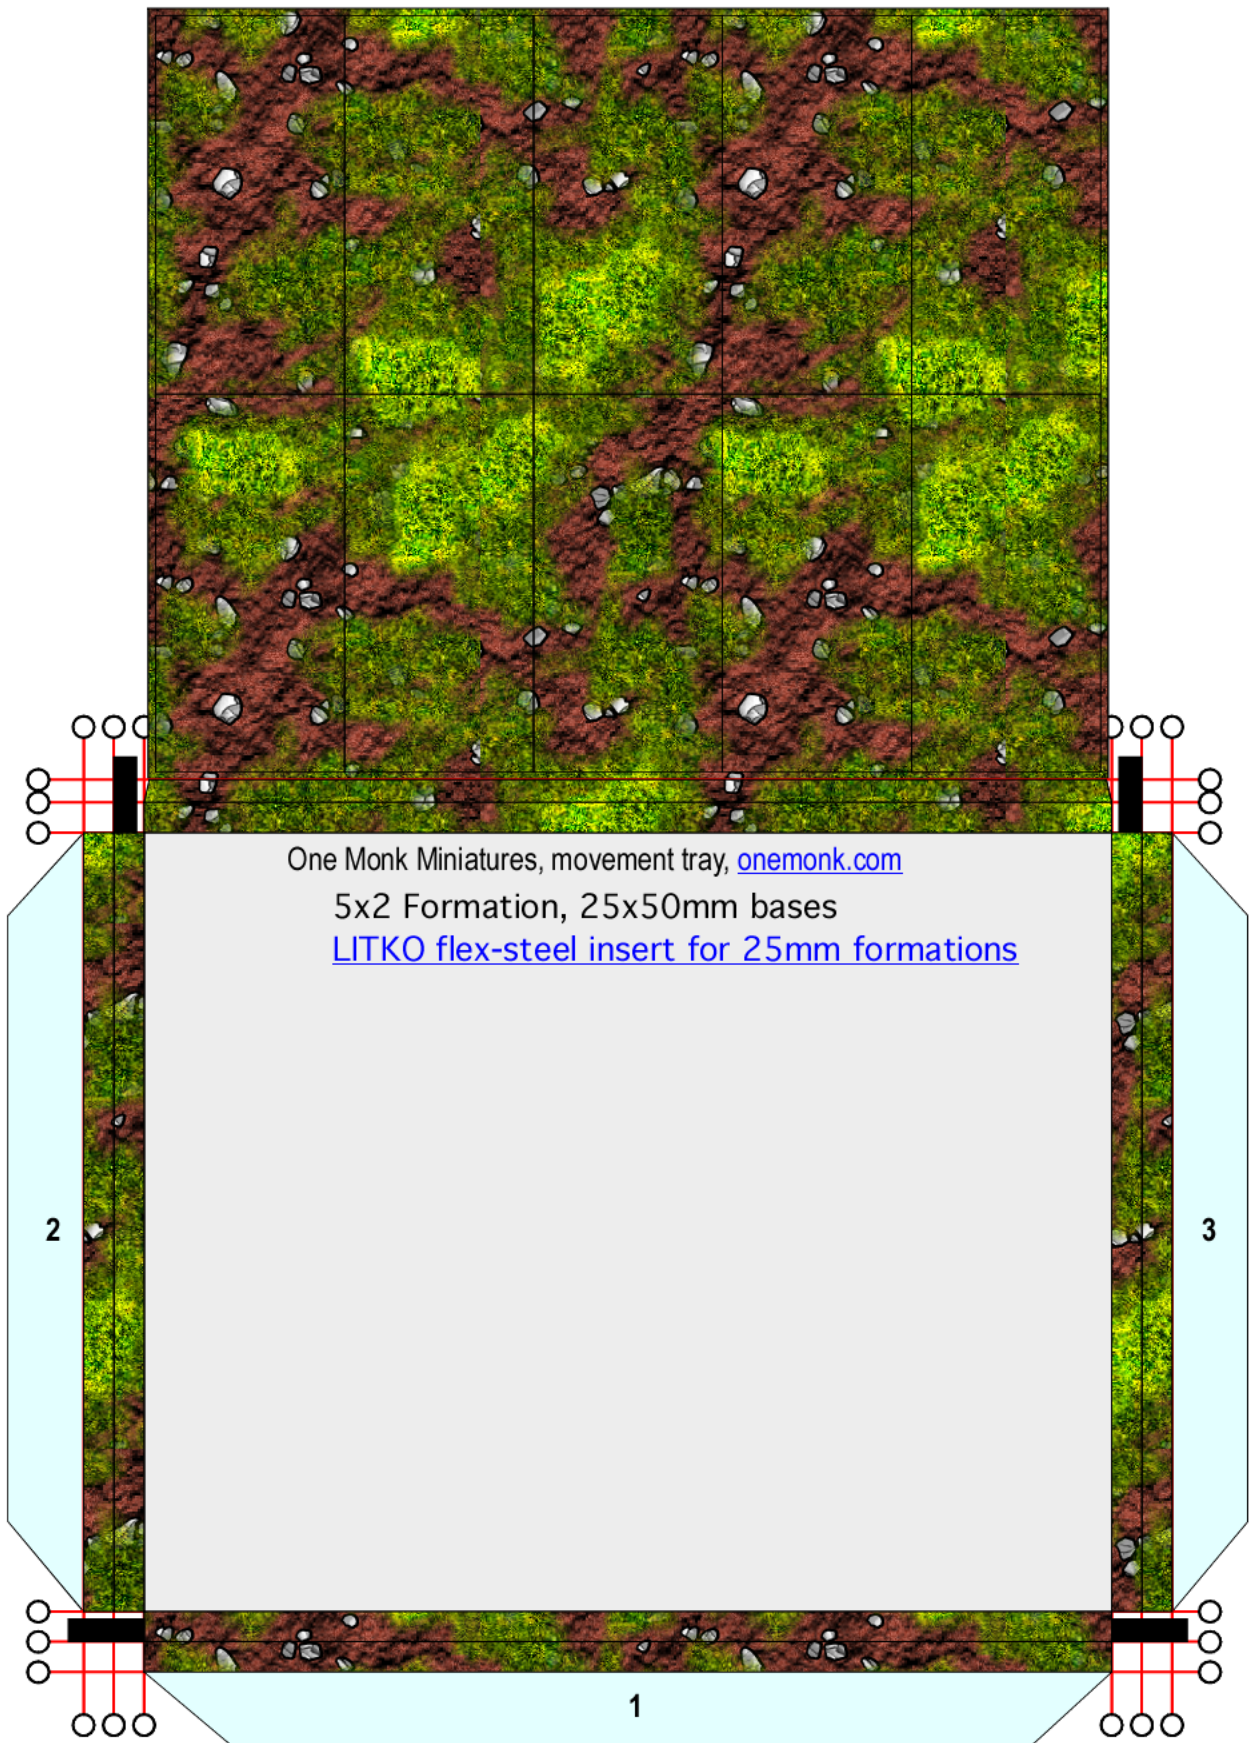 One Monk Miniatures, movement tray, onemonk.com
5x2 Formation, 25x50mm bases
LITKO flex-steel insert for 25mm formations
2
3
1